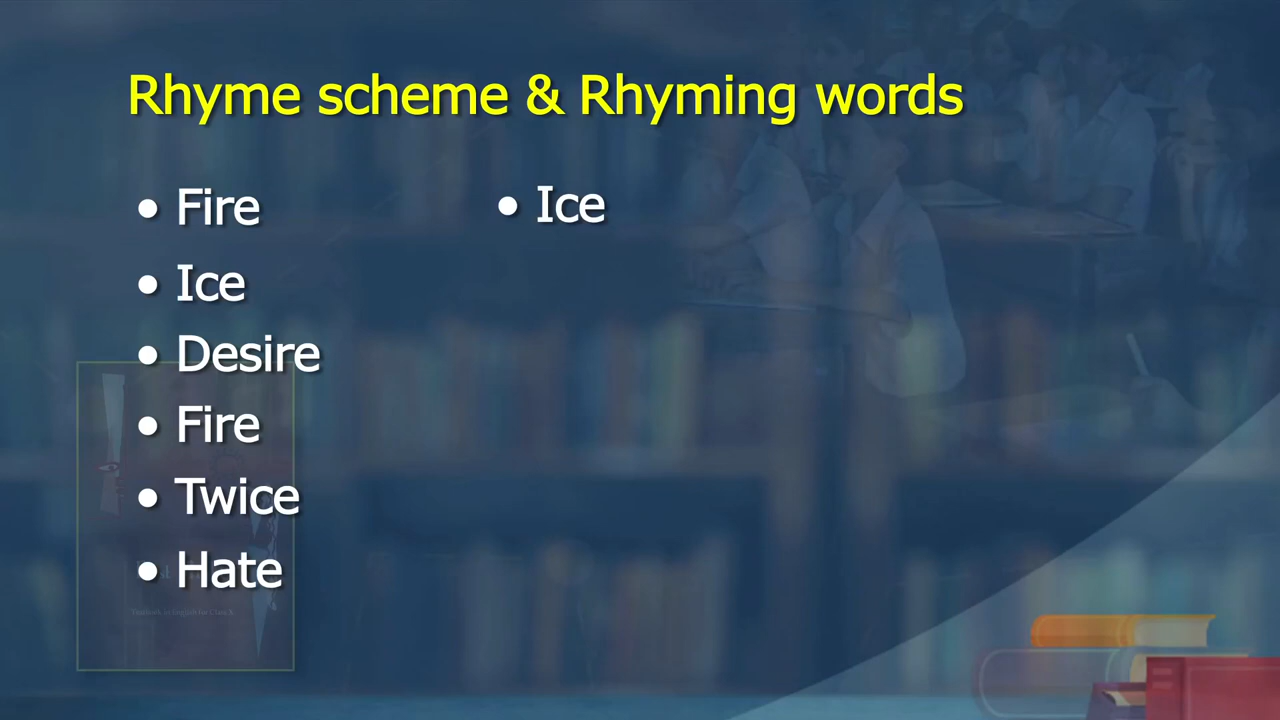 Rhyme scheme & Rhyming words
• Fire
• Ice
• Desire
• Fire
• Twice
• Hate
• Ice